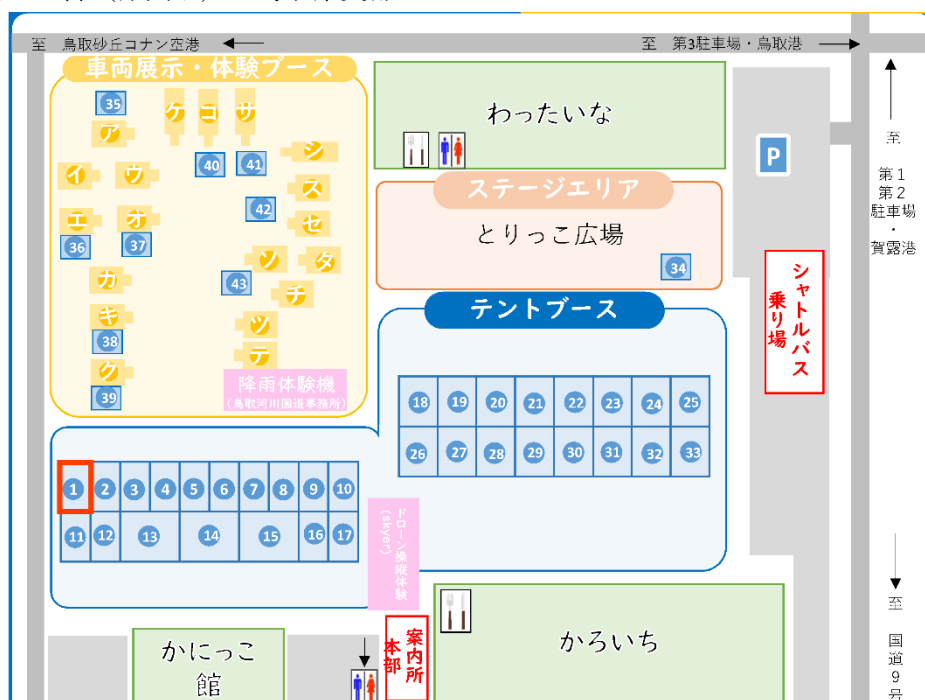 至 鳥取砂丘コナン空港
至 第3駐車場・鳥取港
車両展示・体験ブース
35
ア
ケ
コ
サ
40
41
シ
イ
ウ
ス
42
エ
オ
セ
36
37
ソ
タ
43
チ
カ
キ
38
ツ
テ
ク
39
降雨体験機
(鳥取河川国道事務所)
わったいな
ステージエリア
とりっこ広場
34
P
シャトルバス
乗り場
至
第1
第2
駐車場
・
賀露港
テントブース
18 19 20 21 22 23 24 25
26 27 28 29 30 31 32 33
1 2 3 4 5 6 7 8 9 10
11 12 13 14 15 16 17
ドローン操縦体験
(skyer)
かにっこ
館
案内所
本部
かろいち
至
国道9号